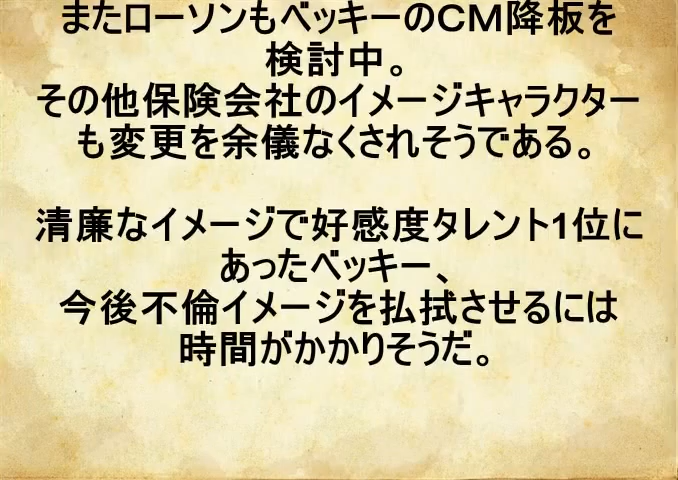 またローソンもベッキーのCM降板を
検討中。
その他保険会社のイメージキャラクター
も変更を余儀なくされそうである。
清廉なイメージで好感度タレント1位に
あったベッキー、
今後不倫イメージを払拭させるには
時間がかかりそうだ。